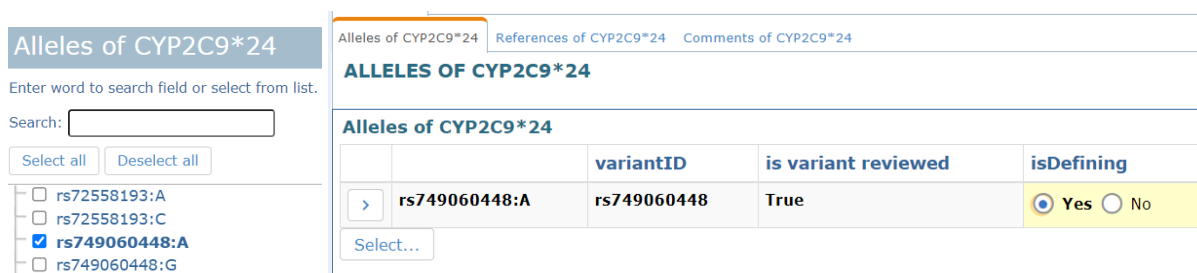 Alleles of CYP2C9*24
Enter word to search field or select from list.
Search:
Select all Deselect all
rs72558193:A
rs72558193:C
rs749060448:A
rs749060448:G
Alleles of CYP2C9*24 References of CYP2C9*24 Comments of CYP2C9*24
ALLELES OF CYP2C9*24
Alleles of CYP2C9*24
variantID is variant reviewed isDefining
rs749060448:A rs749060448 True Yes No
Select...